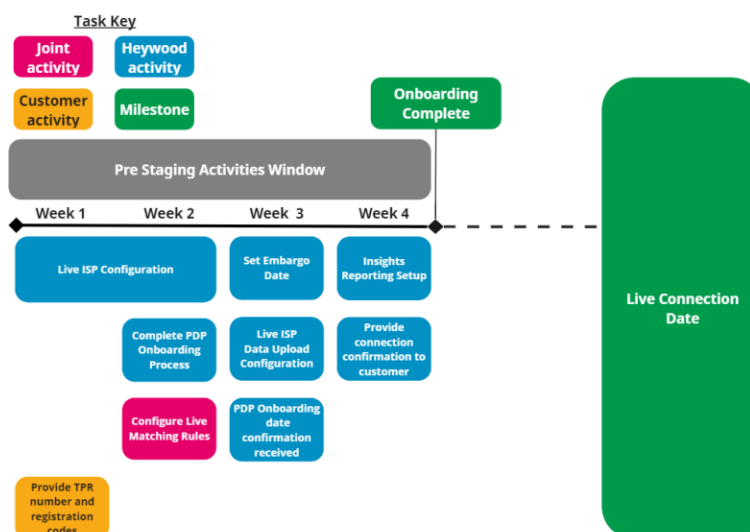 Task Key
Joint
activity
Heywood
activity
Customer
activity
Milestone
Onboarding
Complete
Pre Staging Activities Window
Week 1
Week 2
Week 3
Week 4
Live ISP Configuration
Set Embargo
Date
Insights
Reporting Setup
Complete PDP
Onboarding
Process
Live ISP
Data Upload
Configuration
Provide
connection
confirmation to
customer
Configure Live
Matching Rules
PDP Onboarding
date
confirmation
received
Provide TPR
number and
registration
codes
Live Connection
Date